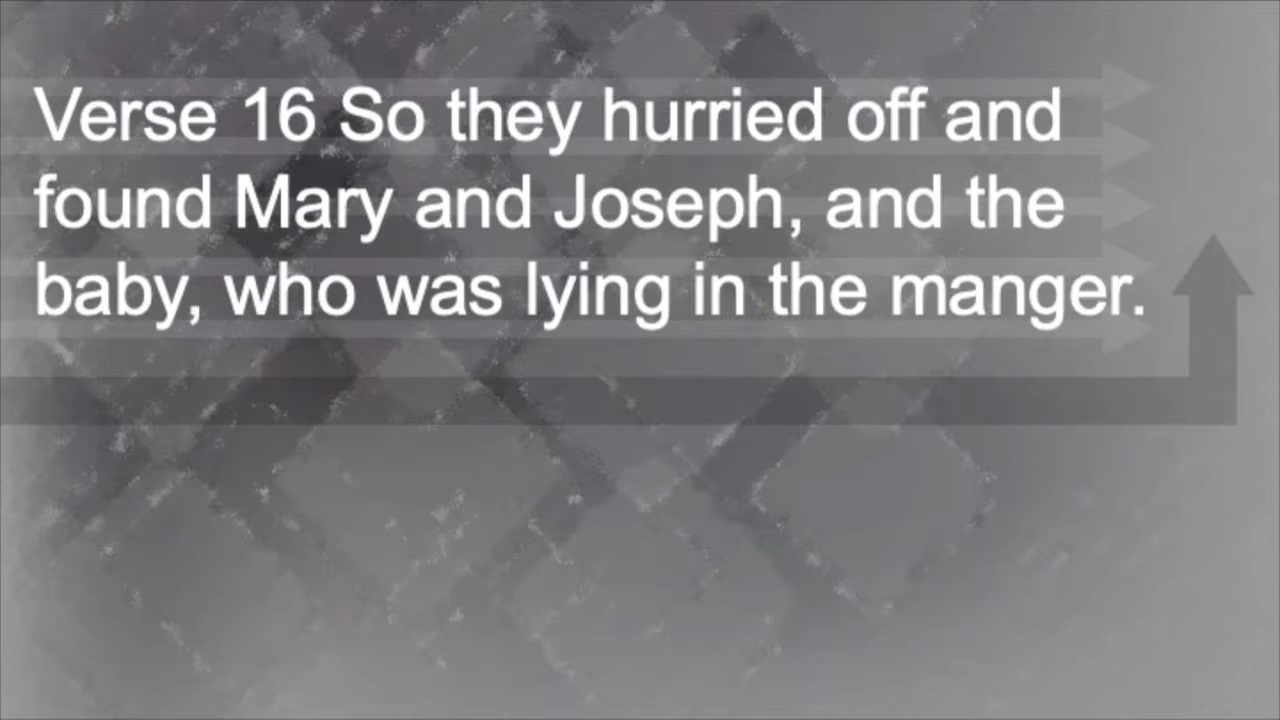 Verse 16 So they hurried off and
found Mary and Joseph, and the
baby, who was lying in the manger.